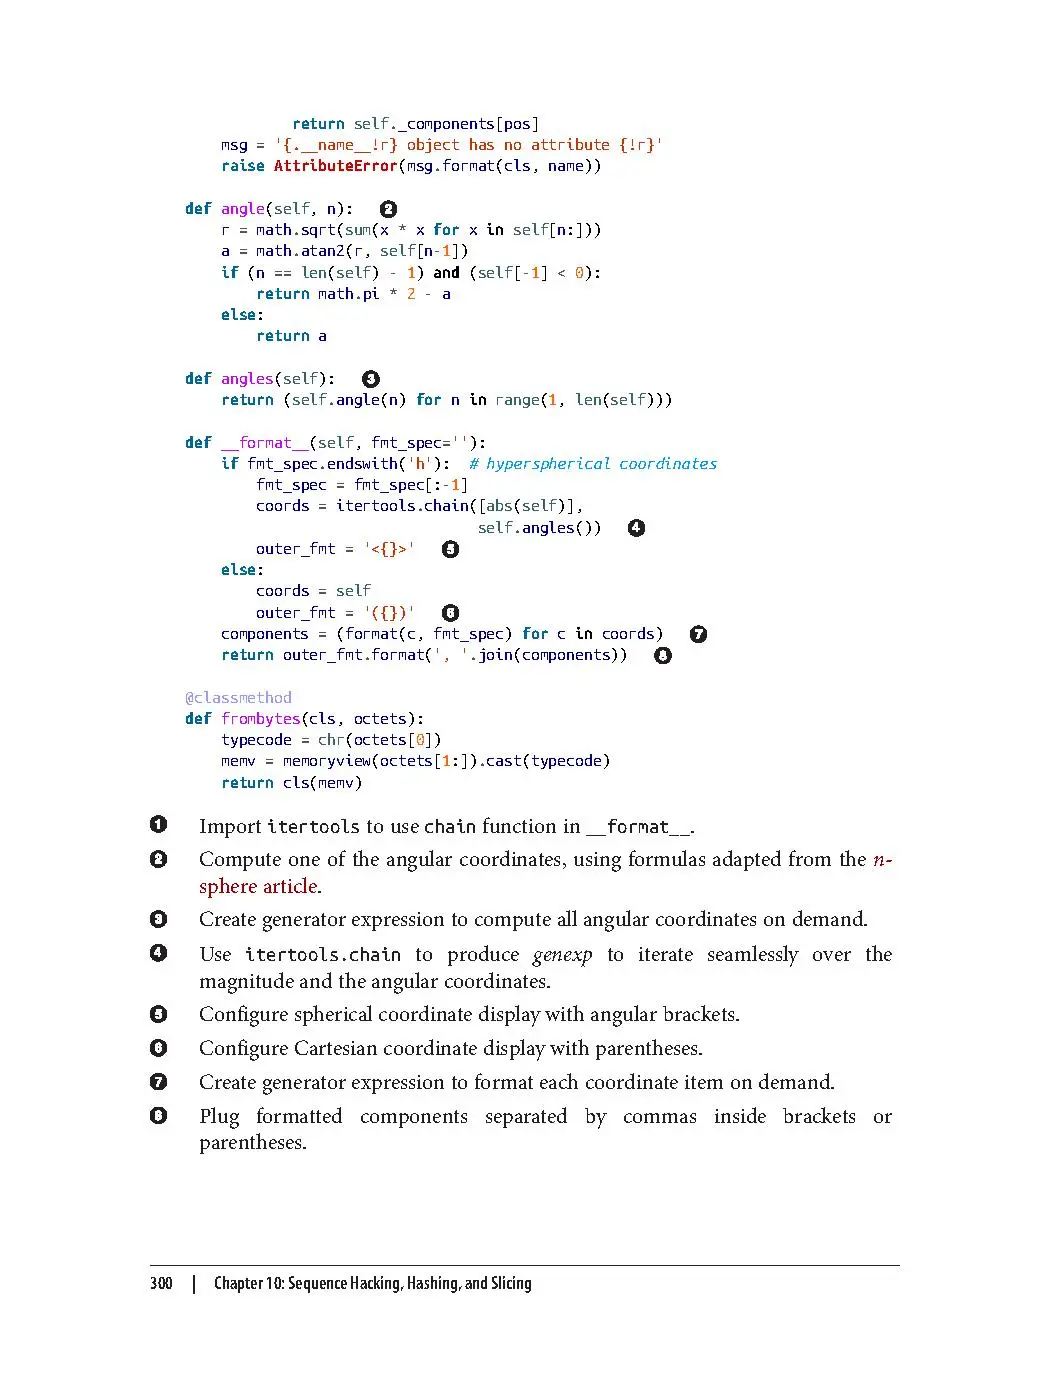 return self._components[pos]
msg = '{.__name__!r} object has no attribute {!r}'
raise AttributeError(msg.format(cls, name))
def angle(self, n): ❷
r = math.sqrt(sum(x * x for x in self[n:]))
a = math.atan2(r, self[n-1])
if (n == len(self) - 1) and (self[-1] < 0):
return math.pi * 2 - a
else:
return a
def angles(self): ❸
return (self.angle(n) for n in range(1, len(self)))
def __format__(self, fmt_spec=''):
if fmt_spec.endswith('h'): # hyperspherical coordinates
fmt_spec = fmt_spec[:-1]
coords = itertools.chain([abs(self)],
self.angles()) ❹
outer_fmt = '<{}>' ❺
else:
coords = self
outer_fmt = '({})' ❻
components = (format(c, fmt_spec) for c in coords) ❼
return outer_fmt.format(', '.join(components)) ❽
@classmethod
def frombytes(cls, octets):
typecode = chr(octets[0])
memv = memoryview(octets[1:]).cast(typecode)
return cls(memv)
❶ Import itertools to use chain function in __format__.
❷ Compute one of the angular coordinates, using formulas adapted from the n-
sphere article.
❸ Create generator expression to compute all angular coordinates on demand.
❹ Use itertools.chain to produce genexp to iterate seamlessly over the
magnitude and the angular coordinates.
❺ Configure spherical coordinate display with angular brackets.
❻ Configure Cartesian coordinate display with parentheses.
❼ Create generator expression to format each coordinate item on demand.
❽ Plug formatted components separated by commas inside brackets or
parentheses.
300 | Chapter 10: Sequence Hacking, Hashing, and Slicing